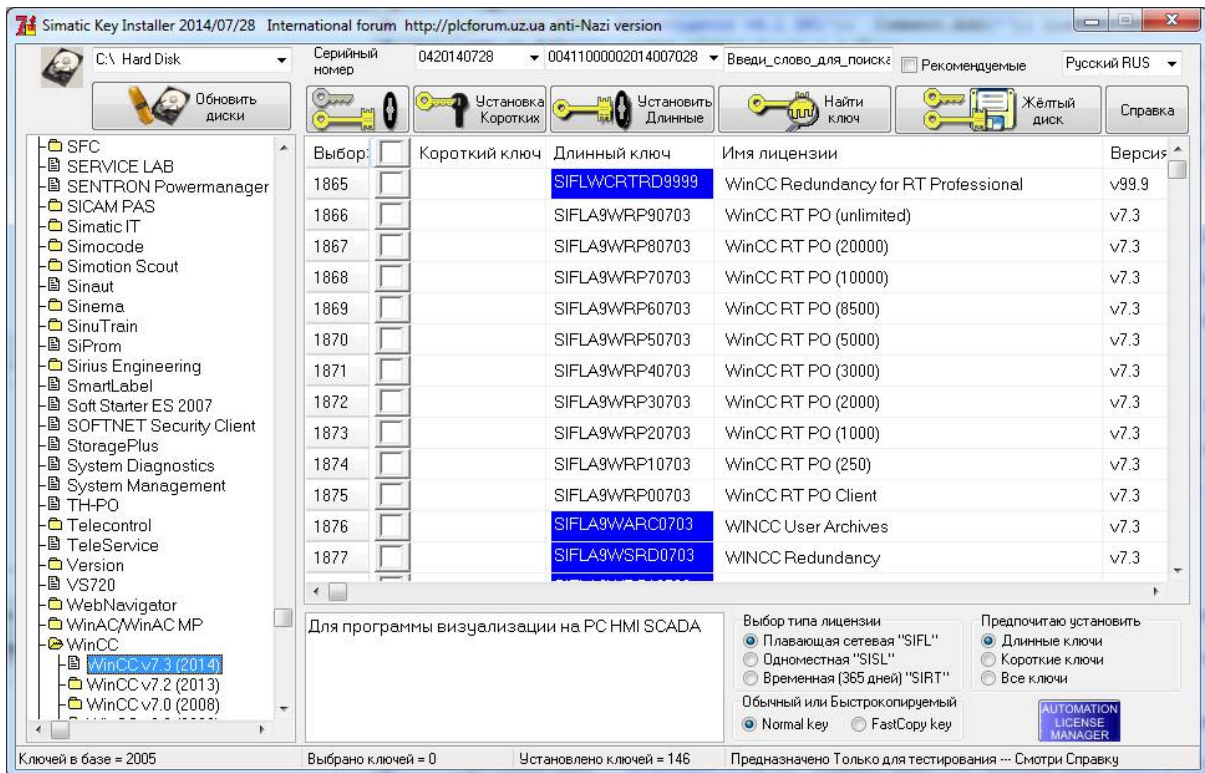 Simatic Key Installer 2014/07/28 International forum http://plcforum.uz.ua anti-Nazi version
C:\ Hard Disk
Серийный номер
0420140728
00411000002014007028
Введи_слово_для_поиска
Рекомендуемые
Русский RUS
Обновить диски
Установка Коротких
Установить Длинные
Найти ключ
Жёлтый диск
Справка
SFC
SERVICE LAB
SENTRON Powermanager
SICAM PAS
Simatic IT
Simocode
Simotion Scout
Sinaut
Sinema
SinuTrain
SiProm
Sirius Engineering
SmartLabel
Soft Starter ES 2007
SOFTNET Security Client
StoragePlus
System Diagnostics
System Management
TH-PO
Telecontrol
TeleService
Version
VS720
WebNavigator
WinAC/WinAC MP
WinCC
WinCC v7.3 (2014)
WinCC v7.2 (2013)
WinCC v7.0 (2008)
Выбор: Короткий ключ Длинный ключ Имя лицензии Версия
1865 SIFLWCRTRD9999 WinCC Redundancy for RT Professional v99.9
1866 SIFLA9WRP90703 WinCC RT PO (unlimited) v7.3
1867 SIFLA9WRP80703 WinCC RT PO (20000) v7.3
1868 SIFLA9WRP70703 WinCC RT PO (10000) v7.3
1869 SIFLA9WRP60703 WinCC RT PO (8500) v7.3
1870 SIFLA9WRP50703 WinCC RT PO (5000) v7.3
1871 SIFLA9WRP40703 WinCC RT PO (3000) v7.3
1872 SIFLA9WRP30703 WinCC RT PO (2000) v7.3
1873 SIFLA9WRP20703 WinCC RT PO (1000) v7.3
1874 SIFLA9WRP10703 WinCC RT PO (250) v7.3
1875 SIFLA9WRP00703 WinCC RT PO Client v7.3
1876 SIFLA9WARC0703 WINCC User Archives v7.3
1877 SIFLA9WSRD0703 WINCC Redundancy v7.3
Для программы визуализации на PC HMI SCADA
Выбор типа лицензии
Плавающая сетевая "SIFL"
Одноместная "SISL"
Временная (365 дней) "SIRT"
Обычный или Быстрокопируемый
Normal key FastCopy key
Предпочитаю установить
Длинные ключи
Короткие ключи
Все ключи
AUTOMATION
LICENSE
MANAGER
Ключей в базе = 2005 Выбрано ключей = 0 Установлено ключей = 146 Предназначено Только для тестирования --- Смотри Справку